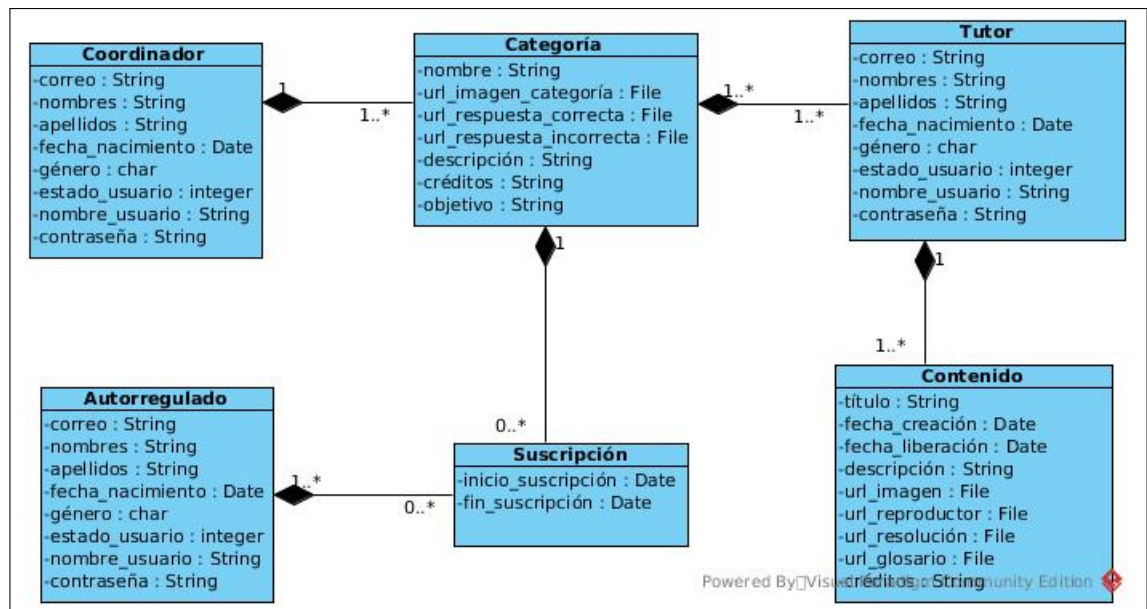 Coordinador
-correo : String
-nombres : String
-apellidos : String
-fecha_nacimiento : Date
-género : char
-estado_usuario : integer
-nombre_usuario : String
-contraseña : String
1
1..*
Categoría
-nombre : String
-url_imagen_categoría : File
-url_respuesta_correcta : File
-url_respuesta_incorrecta : File
-descripción : String
-créditos : String
-objetivo : String
1..*
1..*
Tutor
-correo : String
-nombres : String
-apellidos : String
-fecha_nacimiento : Date
-género : char
-estado_usuario : integer
-nombre_usuario : String
-contraseña : String
1
1
1..*
0..*
Autorregulado
-correo : String
-nombres : String
-apellidos : String
-fecha_nacimiento : Date
-género : char
-estado_usuario : integer
-nombre_usuario : String
-contraseña : String
1..*
0..*
Suscripción
-inicio_suscripción : Date
-fin_suscripción : Date
Contenido
-título : String
-fecha_creación : Date
-fecha_liberación : Date
-descripción : String
-url_imagen : File
-url_reproductor : File
-url_resolución : File
-url_glosario : File
-créditos : String
Powered By Visual Paradigm Community Edition